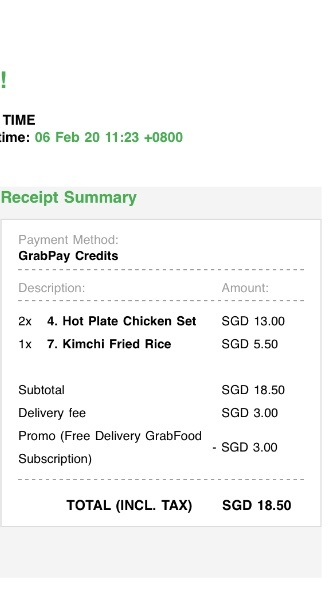 !
TIME
time: 06 Feb 20 11:23 +0800
Receipt Summary
Payment Method:
GrabPay Credits
Description: Amount:
2x 4. Hot Plate Chicken Set SGD 13.00
1x 7. Kimchi Fried Rice SGD 5.50
Subtotal SGD 18.50
Delivery fee SGD 3.00
Promo (Free Delivery GrabFood
Subscription) - SGD 3.00
TOTAL (INCL. TAX) SGD 18.50